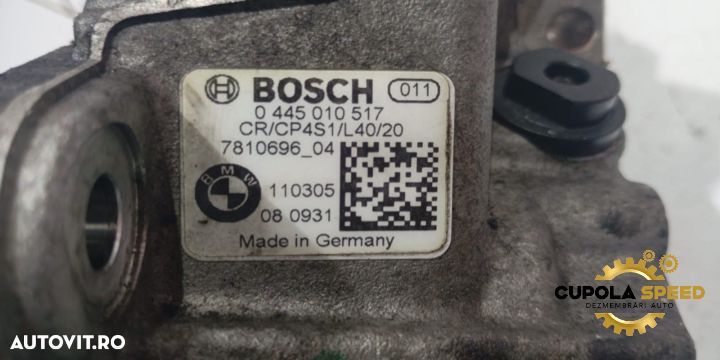 BOSCH 011
0 445 010 517
CR/CP4S1/L40/20
7810696_04
BMW
110305
08 0931
Made in Germany
CUPOLA SPEED
DEZMEMBRĂRI AUTO
AUTOVIT.RO